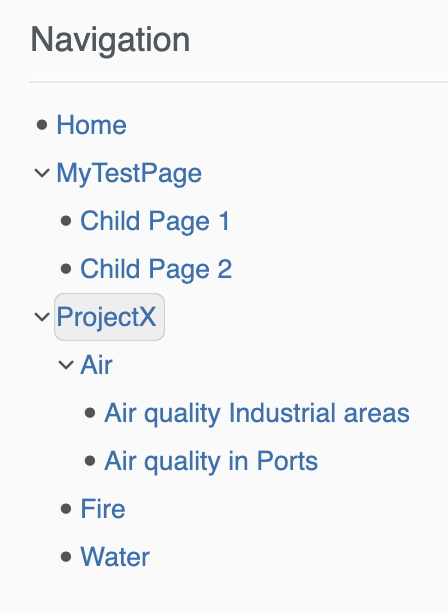 Navigation
Home
MyTestPage
Child Page 1
Child Page 2
ProjectX
Air
Air quality Industrial areas
Air quality in Ports
Fire
Water